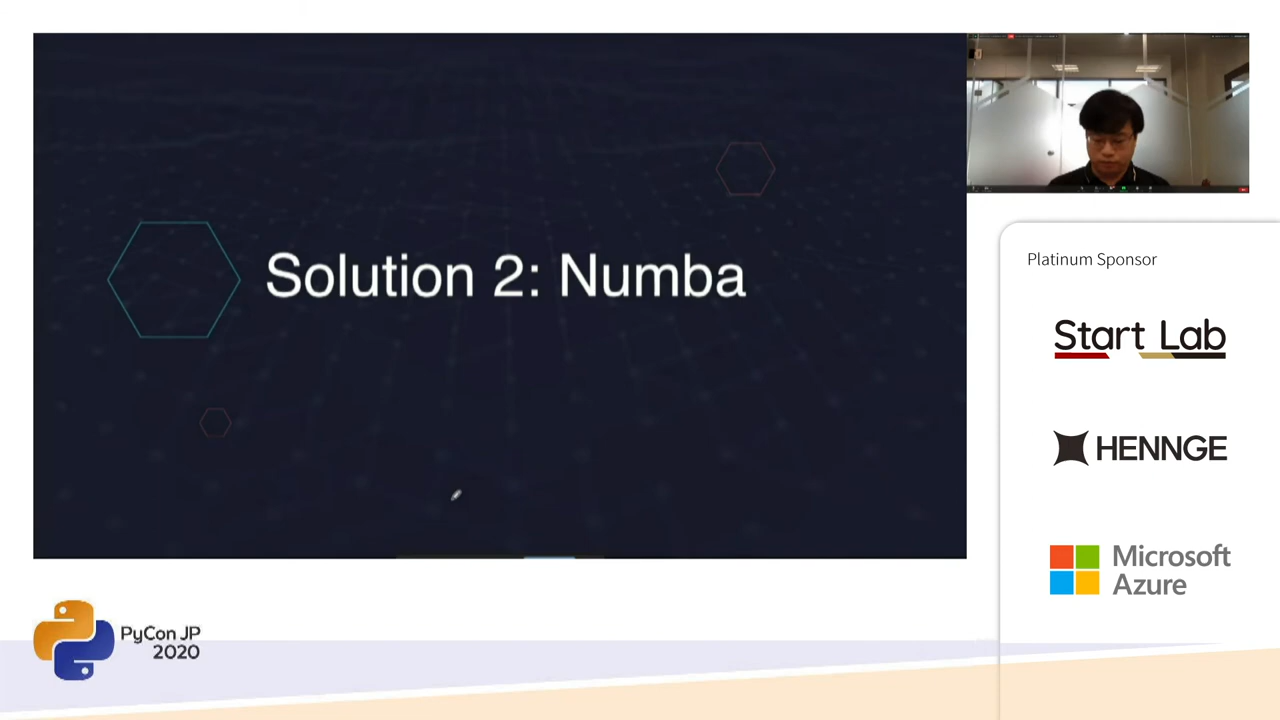 Solution 2: Numba
Platinum Sponsor
Start Lab
HENNGE
Microsoft
Azure
PyCon JP
2020